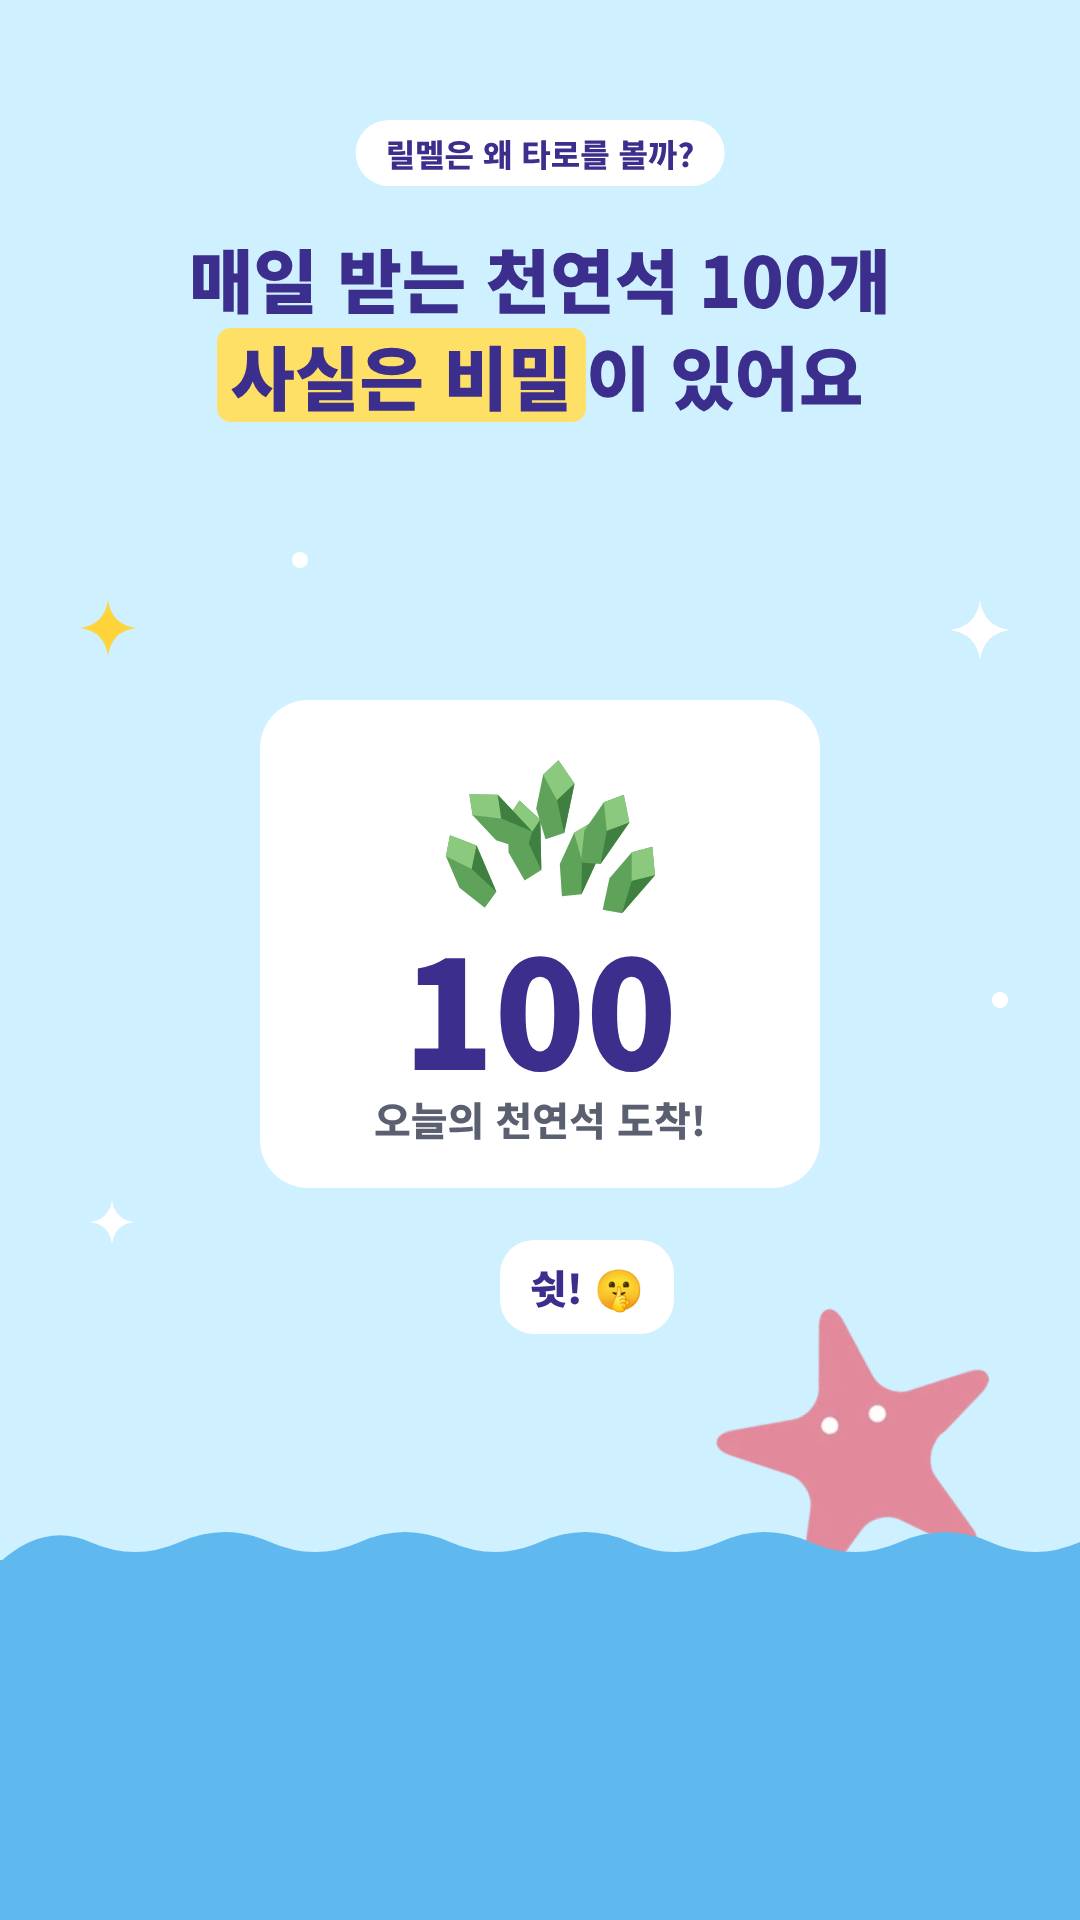 릴멜은 왜 타로를 볼까?
매일 받는 천연석 100개
사실은 비밀이 있어요
100
오늘의 천연석 도착!
쉿! 🤫